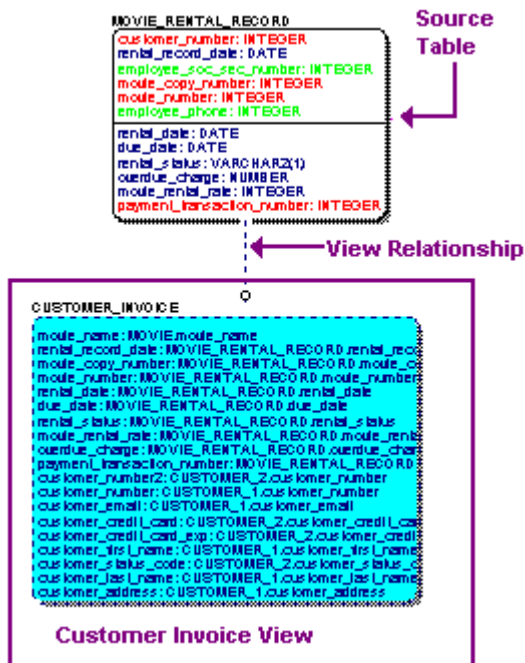 MOVIE_RENTAL_RECORD
customer_number: INTEGER
rental_record_date: DATE
employee_soc_sec_number: INTEGER
movie_copy_number: INTEGER
movie_number: INTEGER
employee_phone: INTEGER
rental_date: DATE
due_date: DATE
rental_status: VARCHAR2(1)
overdue_charge: NUMBER
movie_rental_rate: INTEGER
payment_transaction_number: INTEGER
Source
Table
View Relationship
CUSTOMER_INVOICE
movie_name: MOVIE.movie_name
rental_record_date: MOVIE_RENTAL_RECORD.rental_reco
movie_copy_number: MOVIE_RENTAL_RECORD.movie_co
movie_number: MOVIE_RENTAL_RECORD.movie_number
rental_date: MOVIE_RENTAL_RECORD.rental_date
due_date: MOVIE_RENTAL_RECORD.due_date
rental_status: MOVIE_RENTAL_RECORD.rental_status
movie_rental_rate: MOVIE_RENTAL_RECORD.movie_renta
overdue_charge: MOVIE_RENTAL_RECORD.overdue_char
payment_transaction_number: MOVIE_RENTAL_RECORD
customer_number2: CUSTOMER_2.customer_number
customer_number: CUSTOMER_1.customer_number
customer_email: CUSTOMER_1.customer_email
customer_credit_card: CUSTOMER_2.customer_credit_car
customer_credit_card_exp: CUSTOMER_2.customer_credi
customer_first_name: CUSTOMER_1.customer_first_name
customer_status_code: CUSTOMER_2.customer_status_c
customer_last_name: CUSTOMER_1.customer_last_name
customer_address: CUSTOMER_1.customer_address
Customer Invoice View